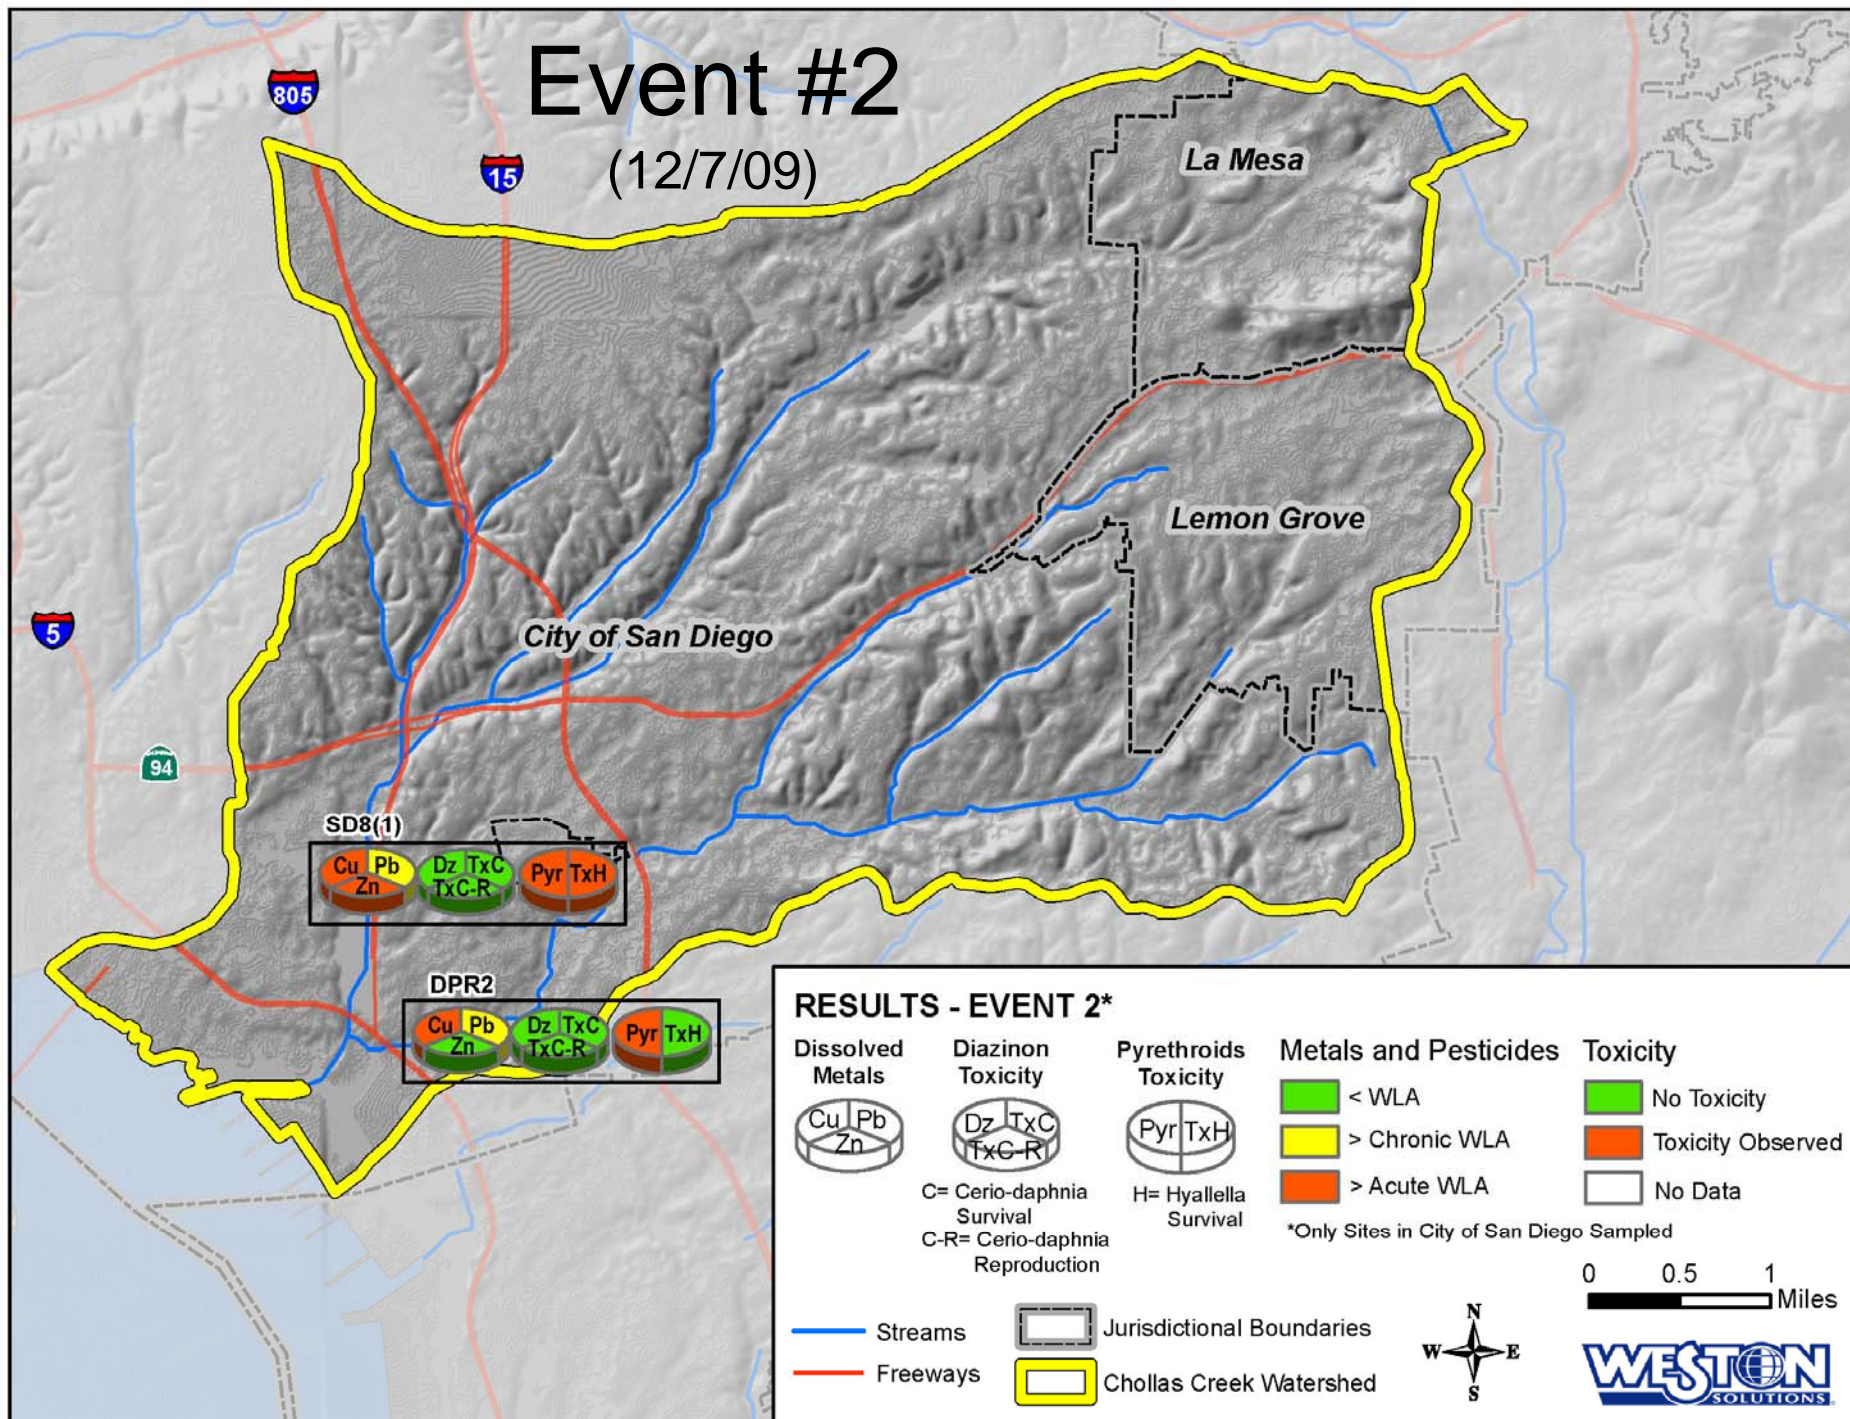 Event #2
(12/7/09)
805
15
La Mesa
Lemon Grove
City of San Diego
5
94
SD8(1)
Cu Pb Zn
Dz TxC TxC-R
Pyr TxH
DPR2
Cu Pb Zn
Dz TxC TxC-R
Pyr TxH
RESULTS - EVENT 2*
Dissolved
Metals
Cu Pb
Zn
Diazinon
Toxicity
Dz TxC
TxC-R
C= Cerio-daphnia
Survival
C-R= Cerio-daphnia
Reproduction
Pyrethroids
Toxicity
Pyr TxH
H= Hyallella
Survival
Metals and Pesticides
< WLA
> Chronic WLA
> Acute WLA
Toxicity
No Toxicity
Toxicity Observed
No Data
*Only Sites in City of San Diego Sampled
0 0.5 1
Miles
Streams
Freeways
Jurisdictional Boundaries
Chollas Creek Watershed
N
W E
S
WESTON
SOLUTIONS